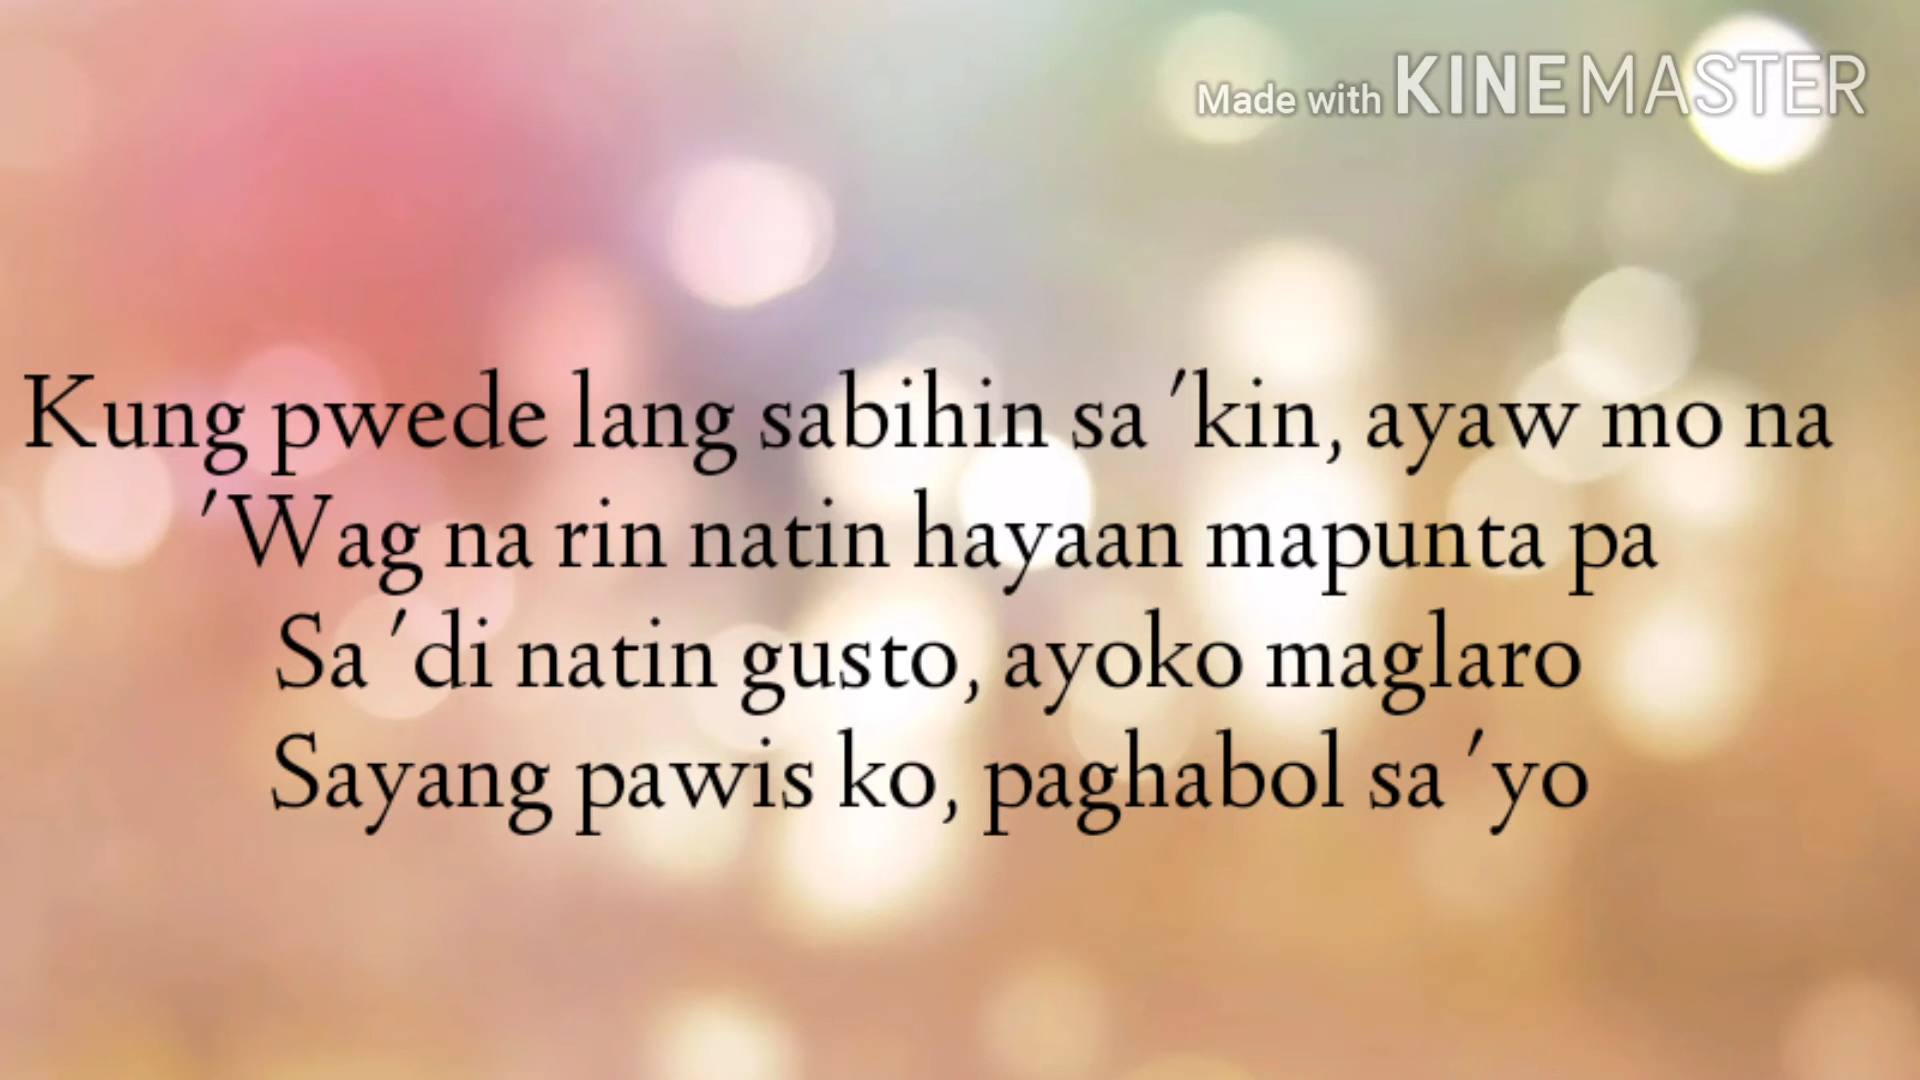 Made with KINEMASTER
Kung pwede lang sabihin sa 'kin, ayaw mo na
'Wag na rin natin hayaan mapunta pa
Sa 'di natin gusto, ayoko maglaro
Sayang pawis ko, paghabol sa 'yo